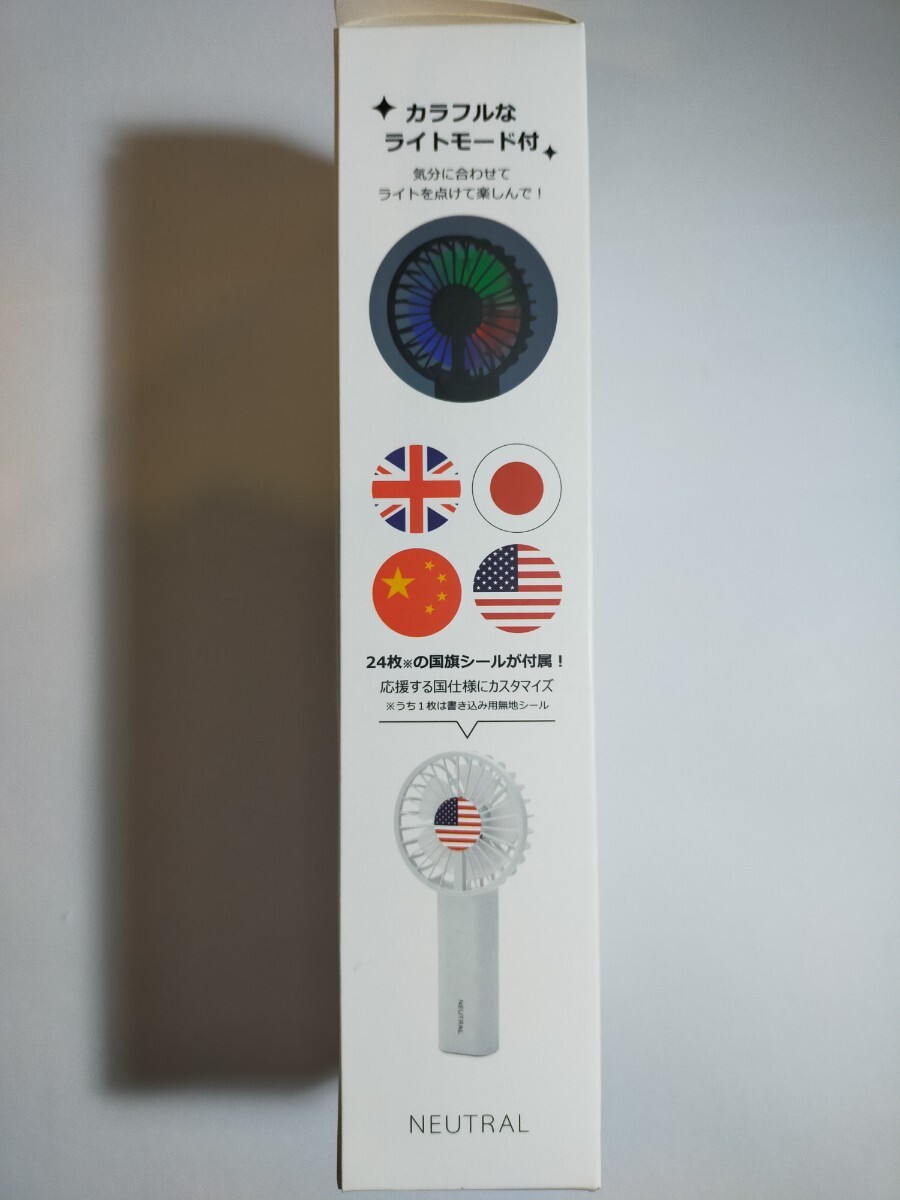 カラフルな
ライトモード付
気分に合わせて
ライトを点けて楽しんで！
24枚※の国旗シールが付属！
応援する国仕様にカスタマイズ
※うち１枚は書き込み用無地シール
NEUTRAL
NEUTRAL